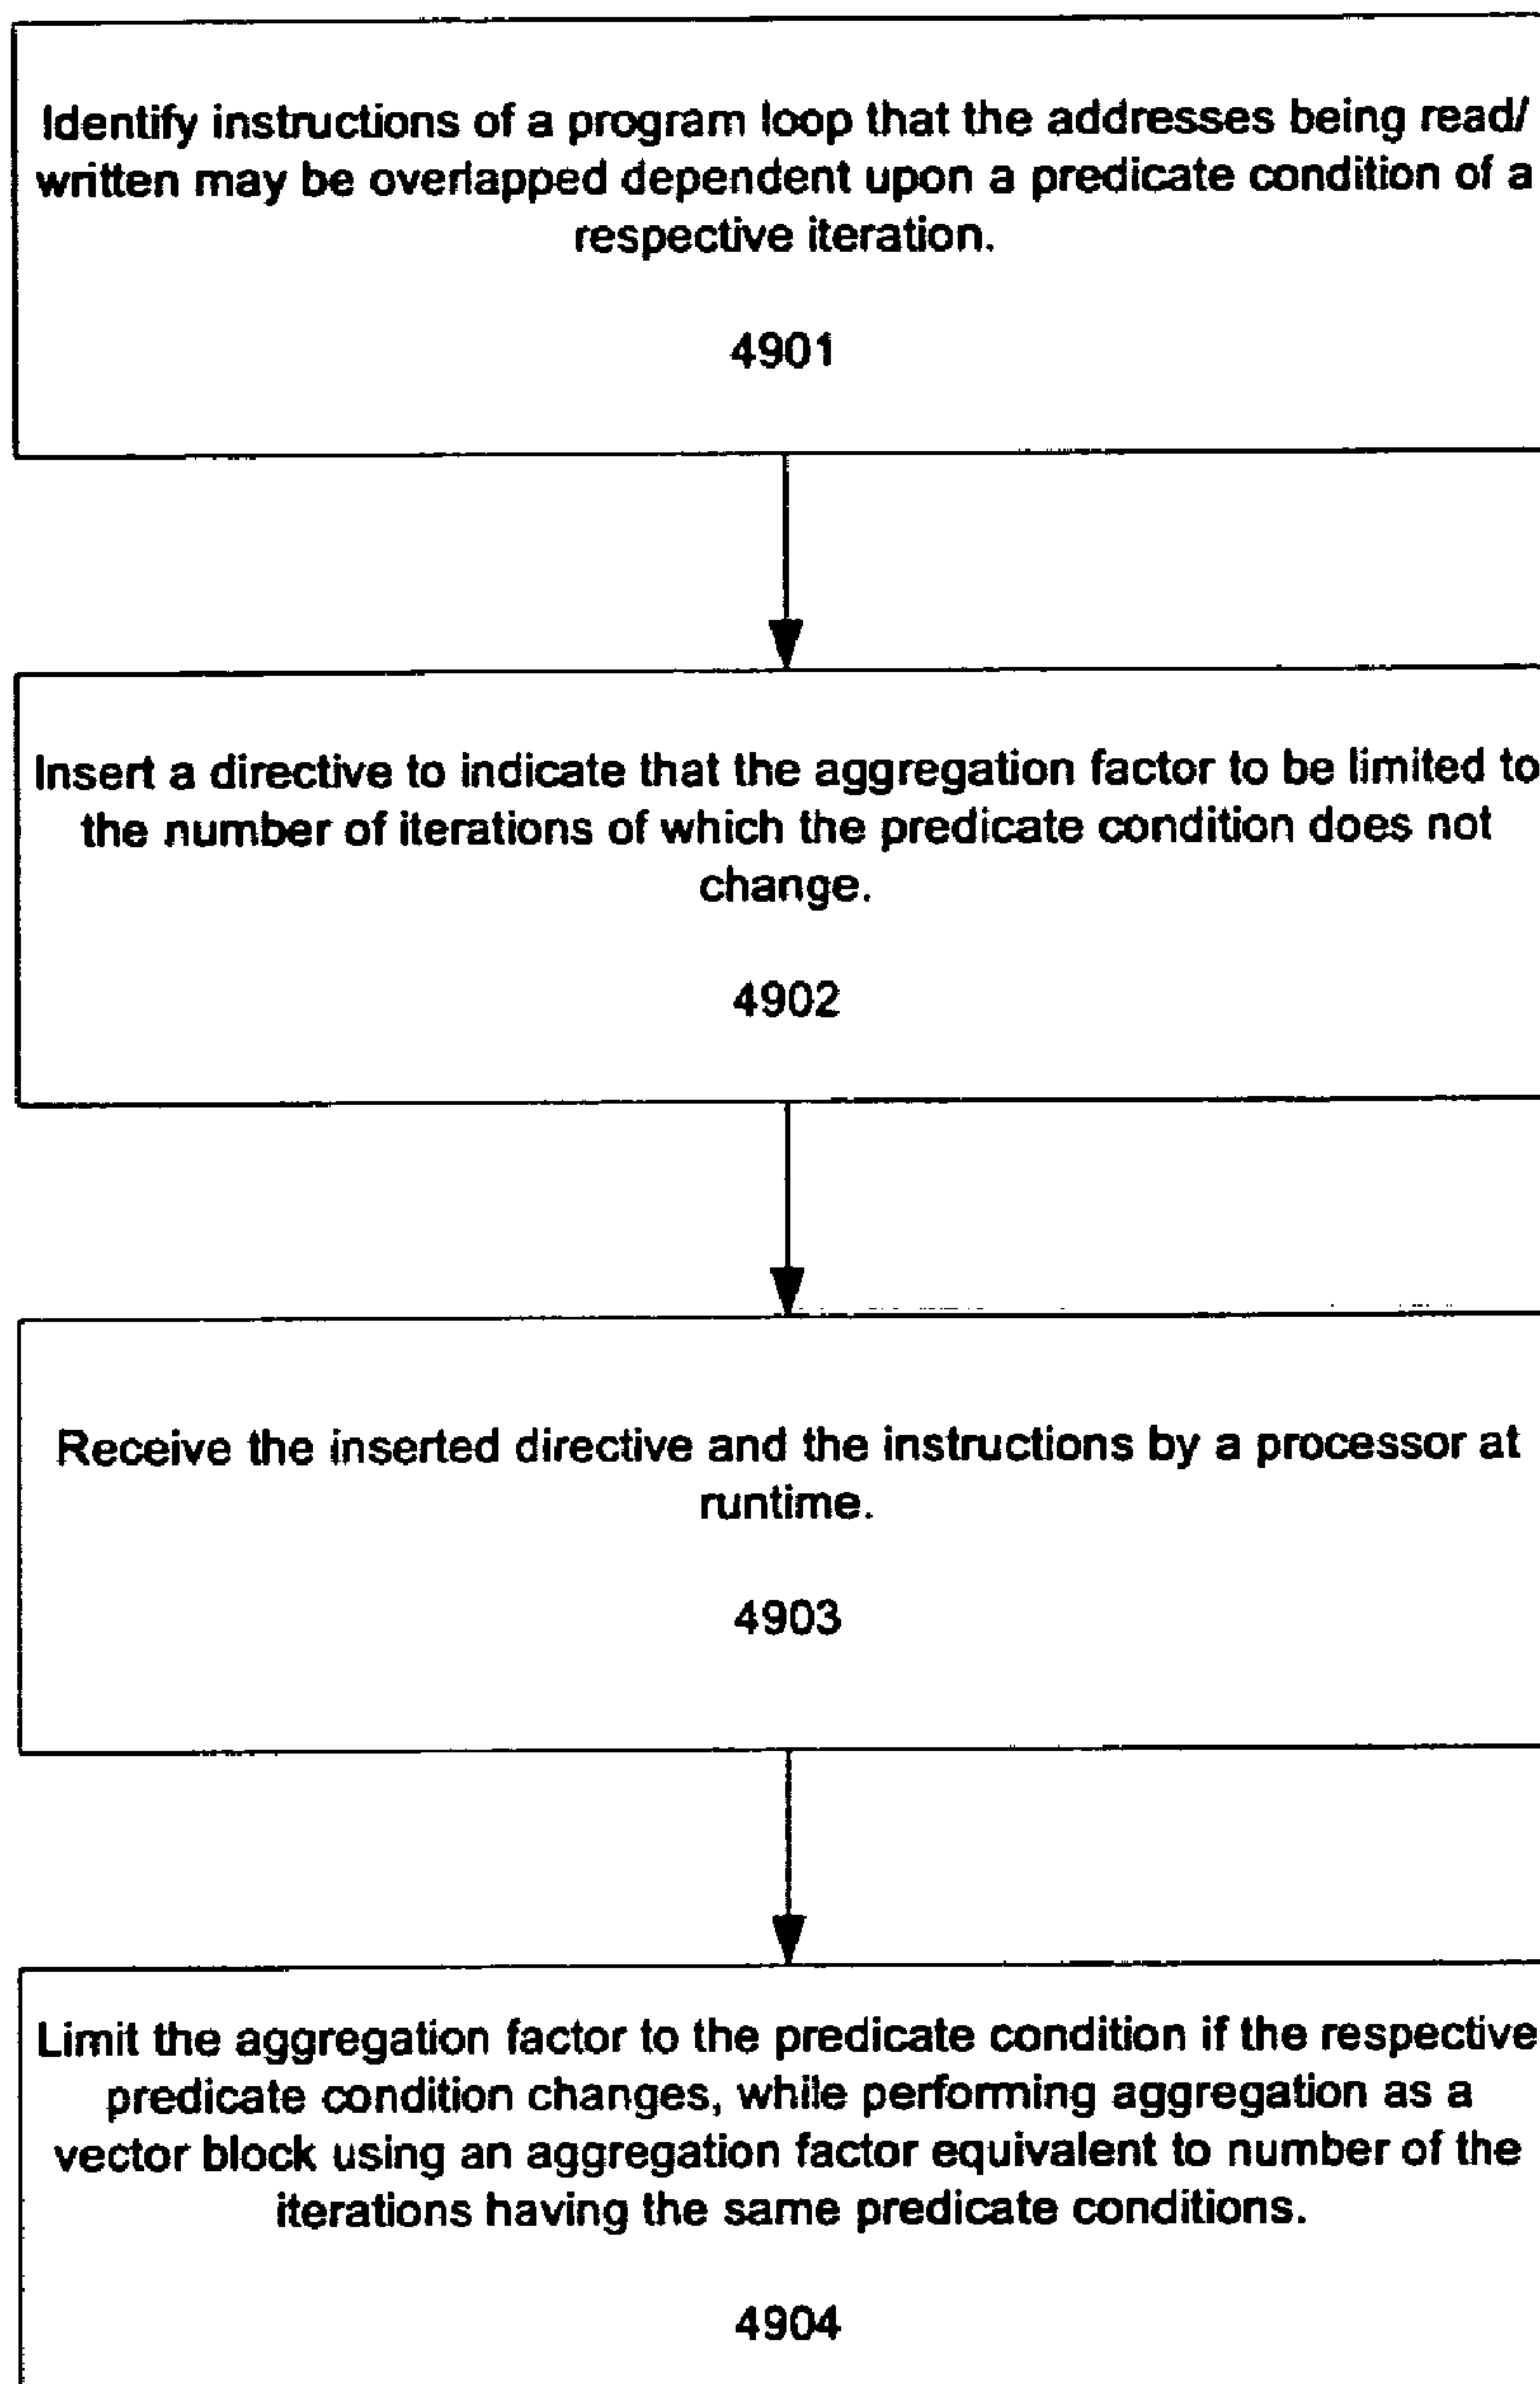 Identify instructions of a program loop that the addresses being read/
written may be overlapped dependent upon a predicate condition of a
respective iteration.
4901
Insert a directive to indicate that the aggregation factor to be limited to
the number of iterations of which the predicate condition does not
change.
4902
Receive the inserted directive and the instructions by a processor at
runtime.
4903
Limit the aggregation factor to the predicate condition if the respective
predicate condition changes, while performing aggregation as a
vector block using an aggregation factor equivalent to number of the
iterations having the same predicate conditions.
4904